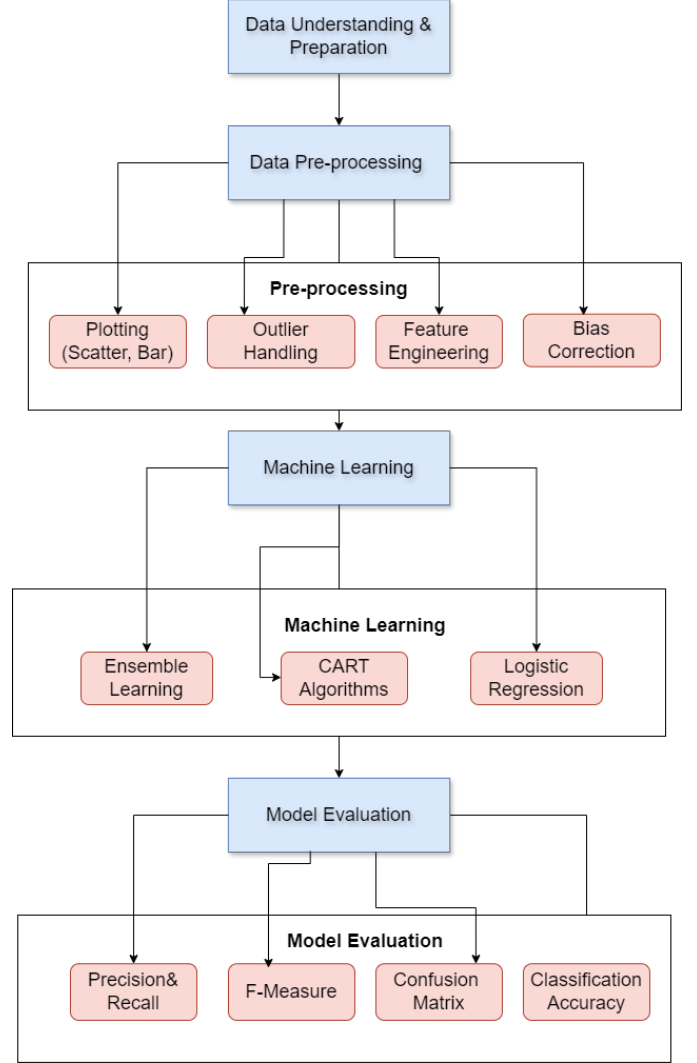 Data Understanding &
Preparation
Data Pre-processing
Pre-processing
Plotting
(Scatter, Bar)
Outlier
Handling
Feature
Engineering
Bias
Correction
Machine Learning
Machine Learning
Ensemble
Learning
CART
Algorithms
Logistic
Regression
Model Evaluation
Model Evaluation
Precision&
Recall
F-Measure
Confusion
Matrix
Classification
Accuracy